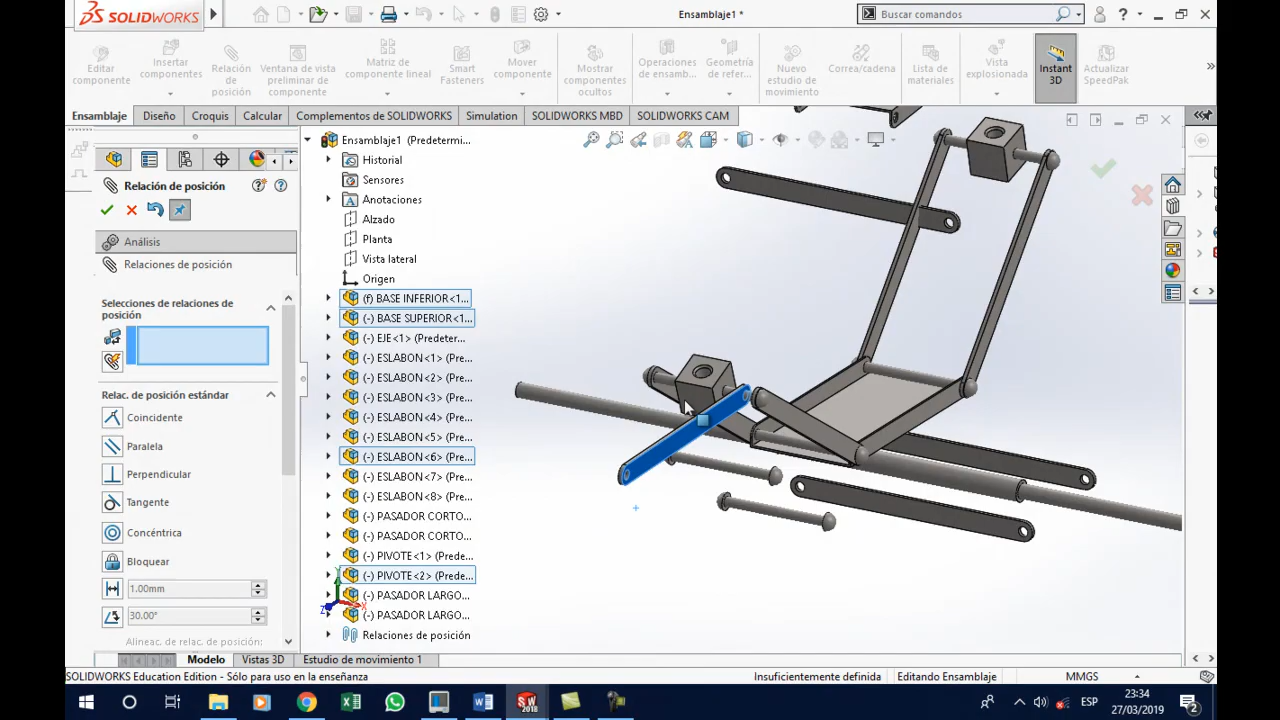 SOLIDWORKS
Ensamblaje1 *
Buscar comandos
Editar componente
Insertar componentes
Relación de posición
Ventana de vista preliminar de componente
Matriz de componente lineal
Smart Fasteners
Mover componente
Mostrar componentes ocultos
Operaciones de ensamb...
Geometría de refer...
Nuevo estudio de movimiento
Correa/cadena
Lista de materiales
Vista explosionada
Instant 3D
Actualizar SpeedPak
Ensamblaje
Diseño
Croquis
Calcular
Complementos de SOLIDWORKS
Simulation
SOLIDWORKS MBD
SOLIDWORKS CAM
Relación de posición
Análisis
Relaciones de posición
Selecciones de relaciones de
posición
Relac. de posición estándar
Coincidente
Paralela
Perpendicular
Tangente
Concéntrica
Bloquear
1.00mm
30.00°
Alineac. de relac. de posición:
Ensamblaje1 (Predetermi...
Historial
Sensores
Anotaciones
Alzado
Planta
Vista lateral
Origen
(f) BASE INFERIOR<1...
(-) BASE SUPERIOR<1...
(-) EJE<1> (Predeter...
(-) ESLABON<1> (Pre...
(-) ESLABON<2> (Pre...
(-) ESLABON<3> (Pre...
(-) ESLABON<4> (Pre...
(-) ESLABON<5> (Pre...
(-) ESLABON<6> (Pre...
(-) ESLABON<7> (Pre...
(-) ESLABON<8> (Pre...
(-) PASADOR CORTO...
(-) PASADOR CORTO...
(-) PIVOTE<1> (Prede...
(-) PIVOTE<2> (Prede...
(-) PASADOR LARGO...
(-) PASADOR LARGO...
Relaciones de posición
Y
Z
X
Modelo
Vistas 3D
Estudio de movimiento 1
SOLIDWORKS Education Edition - Sólo para uso en la enseñanza
Insuficientemente definida
Editando Ensamblaje
MMGS
SW
2018
ESP
23:34
27/03/2019
2